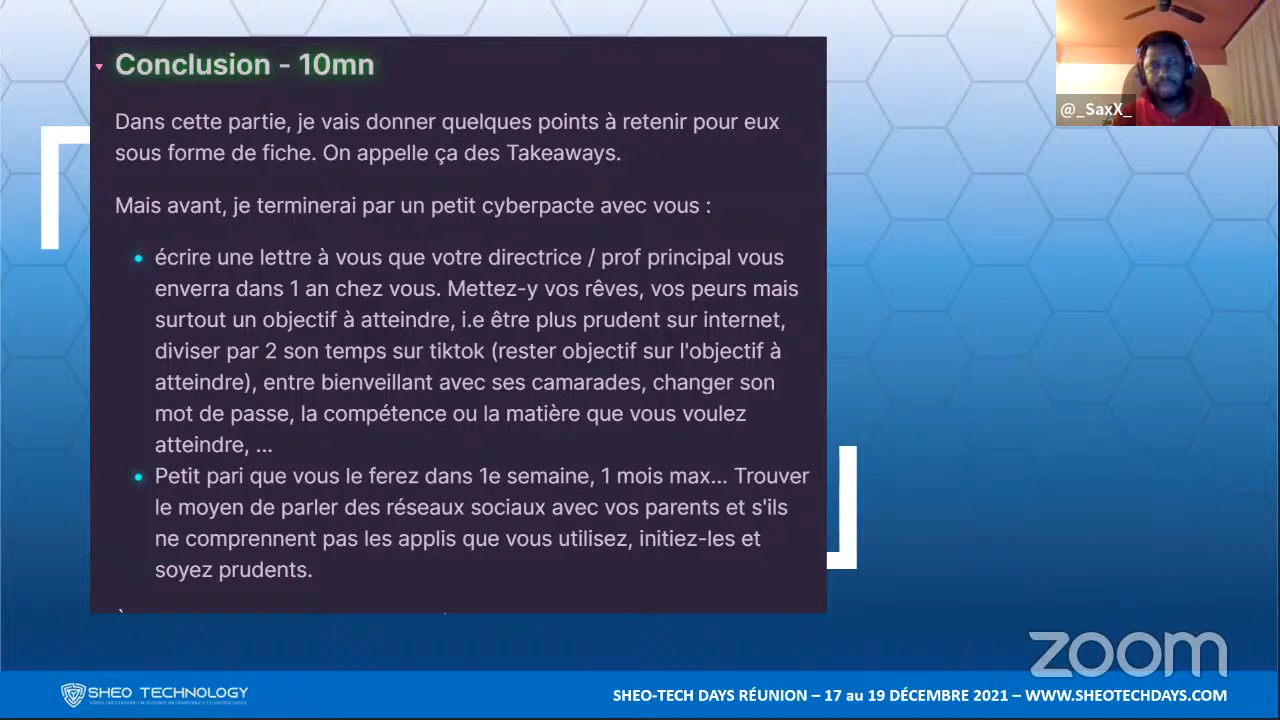 Conclusion - 10mn
Dans cette partie, je vais donner quelques points à retenir pour eux
sous forme de fiche. On appelle ça des Takeaways.
Mais avant, je terminerai par un petit cyberpacte avec vous :
écrire une lettre à vous que votre directrice / prof principal vous
enverra dans 1 an chez vous. Mettez-y vos rêves, vos peurs mais
surtout un objectif à atteindre, i.e être plus prudent sur internet,
diviser par 2 son temps sur tiktok (rester objectif sur l'objectif à
atteindre), entre bienveillant avec ses camarades, changer son
mot de passe, la compétence ou la matière que vous voulez
atteindre, ...
Petit pari que vous le ferez dans 1e semaine, 1 mois max... Trouver
le moyen de parler des réseaux sociaux avec vos parents et s'ils
ne comprennent pas les applis que vous utilisez, initiez-les et
soyez prudents.
@_SaxX_
zoom
SHEO TECHNOLOGY
SHEO-TECH DAYS RÉUNION – 17 au 19 DÉCEMBRE 2021 – WWW.SHEOTECHDAYS.COM